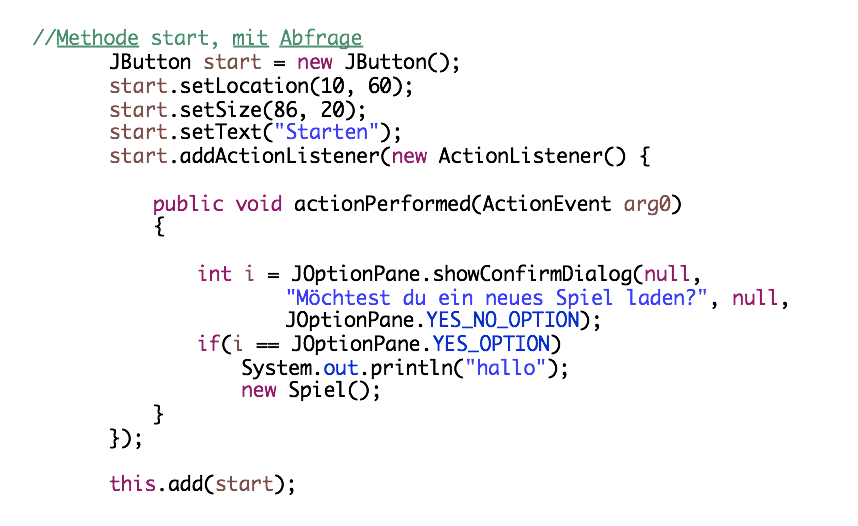 //Methode start, mit Abfrage
JButton start = new JButton();
start.setLocation(10, 60);
start.setSize(86, 20);
start.setText("Starten");
start.addActionListener(new ActionListener() {
public void actionPerformed(ActionEvent arg0)
{
int i = JOptionPane.showConfirmDialog(null,
"Möchtest du ein neues Spiel laden?", null,
JOptionPane.YES_NO_OPTION);
if(i == JOptionPane.YES_OPTION)
System.out.println("hallo");
new Spiel();
}
});
this.add(start);